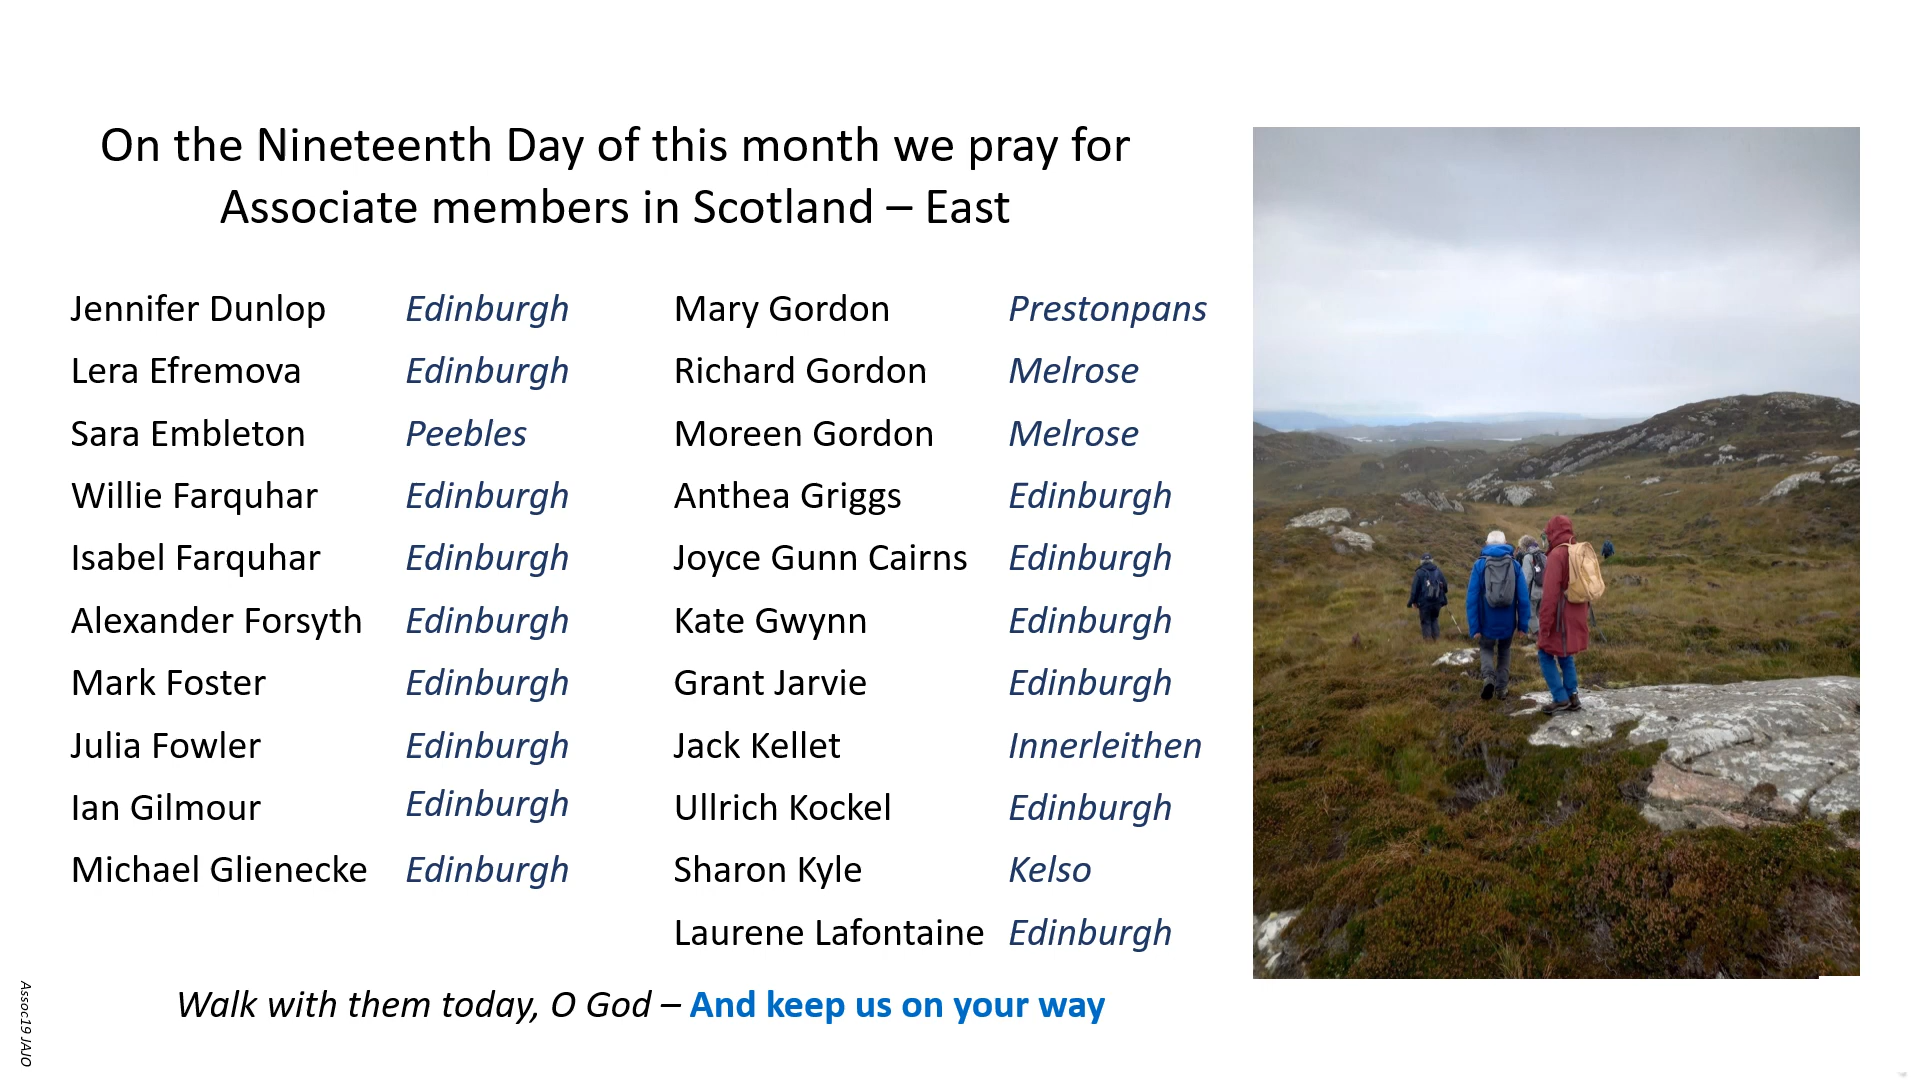 On the Nineteenth Day of this month we pray for
Associate members in Scotland – East
Jennifer Dunlop Edinburgh
Lera Efremova Edinburgh
Sara Embleton Peebles
Willie Farquhar Edinburgh
Isabel Farquhar Edinburgh
Alexander Forsyth Edinburgh
Mark Foster Edinburgh
Julia Fowler Edinburgh
Ian Gilmour Edinburgh
Michael Glienecke Edinburgh
Mary Gordon Prestonpans
Richard Gordon Melrose
Moreen Gordon Melrose
Anthea Griggs Edinburgh
Joyce Gunn Cairns Edinburgh
Kate Gwynn Edinburgh
Grant Jarvie Edinburgh
Jack Kellet Innerleithen
Ullrich Kockel Edinburgh
Sharon Kyle Kelso
Laurene Lafontaine Edinburgh
Walk with them today, O God – And keep us on your way
Assoc19 JAJO